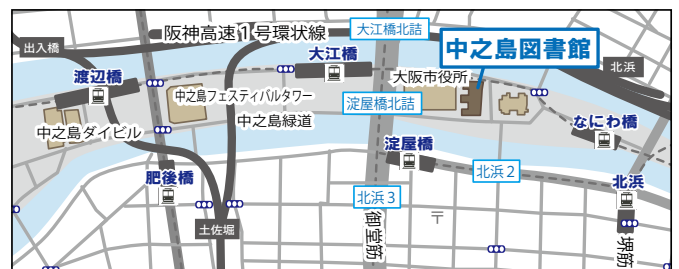 阪神高速1号環状線
大江橋北詰
出入橋
大江橋
中之島図書館
北浜
渡辺橋
大阪市役所
中之島フェスティバルタワー
淀屋橋北詰
中之島緑道
なにわ橋
中之島ダイビル
淀屋橋
肥後橋
北浜2
北浜
北浜3
〒
土佐堀
御堂筋
堺筋